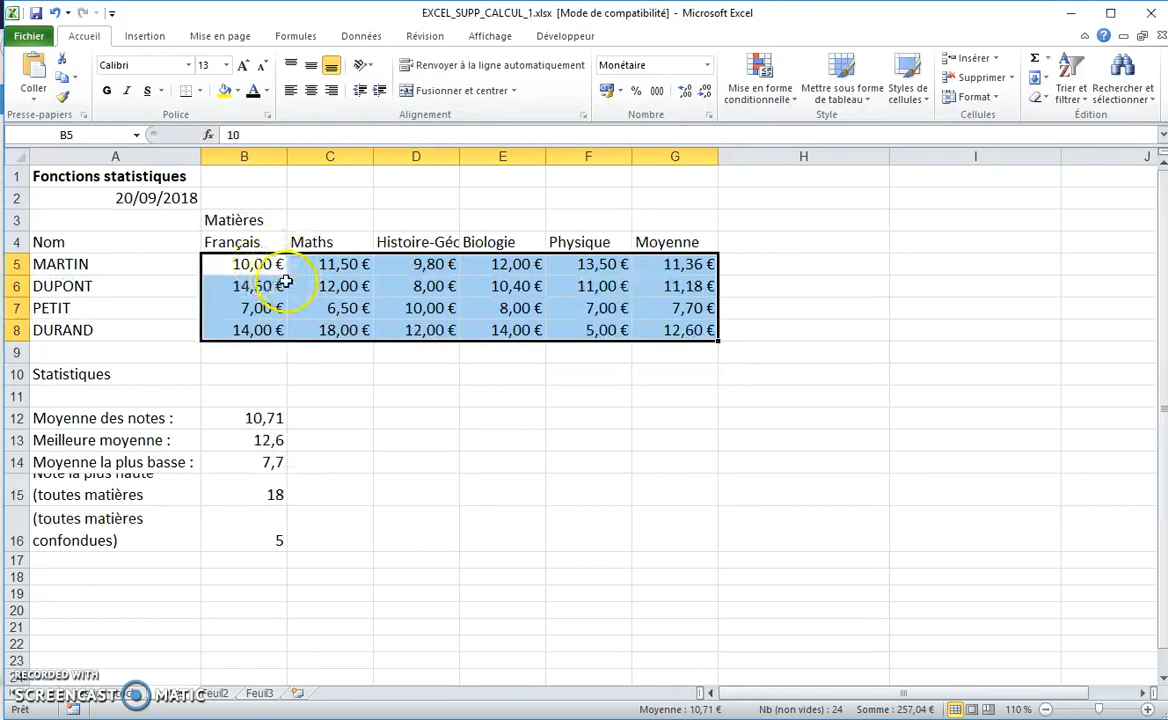 EXCEL_SUPP_CALCUL_1.xlsx [Mode de compatibilité] - Microsoft Excel
Fichier Accueil Insertion Mise en page Formules Données Révision Affichage Développeur
Coller
Calibri 13
Renvoyer à la ligne automatiquement
Monétaire
G I S
Fusionner et centrer
% 000
Mise en forme conditionnelle
Mettre sous forme de tableau
Styles de cellules
Insérer
Supprimer
Format
Trier et filtrer
Rechercher et sélectionner
Presse-papiers Police Alignement Nombre Style Cellules Édition
B5 fx 10
A B C D E F G H I J
1 Fonctions statistiques
2 20/09/2018
3 Matières
4 Nom Français Maths Histoire-Géo Biologie Physique Moyenne
5 MARTIN 10,00 € 11,50 € 9,80 € 12,00 € 13,50 € 11,36 €
6 DUPONT 14,50 € 12,00 € 8,00 € 10,40 € 11,00 € 11,18 €
7 PETIT 7,00 € 6,50 € 10,00 € 8,00 € 7,00 € 7,70 €
8 DURAND 14,00 € 18,00 € 12,00 € 14,00 € 5,00 € 12,60 €
9
10 Statistiques
11
12 Moyenne des notes : 10,71
13 Meilleure moyenne : 12,6
14 Moyenne la plus basse : 7,7
Note la plus haute
15 (toutes matières 18
(toutes matières
16 confondues) 5
17
18
19
20
21
22
23
24
RECORDED WITH
SCREENCAST MATIC
Feuil2 Feuil3
Prêt Moyenne : 10,71 € Nb (non vides) : 24 Somme : 257,04 € 110 %